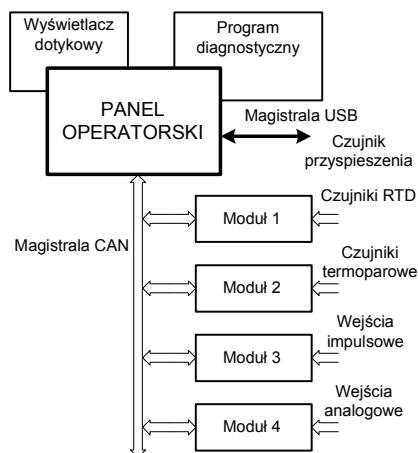 Wyświetlacz
dotykowy
Program
diagnostyczny
PANEL
OPERATORSKI
Magistrala USB
Czujnik
przyspieszenia
Czujniki RTD
Magistrala CAN
Moduł 1
Czujniki
termoparowe
Moduł 2
Wejścia
impulsowe
Moduł 3
Wejścia
analogowe
Moduł 4